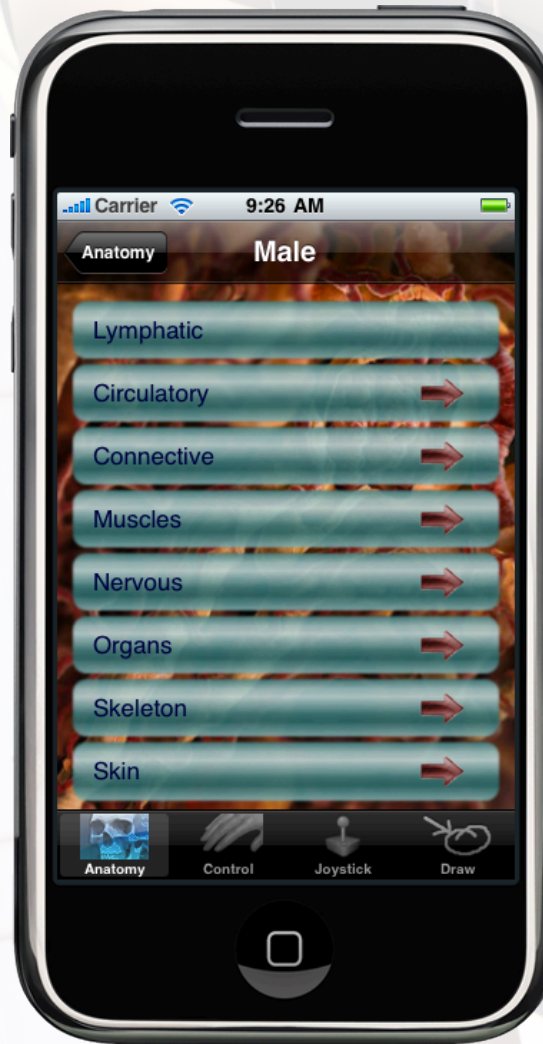 Carrier 9:26 AM
Anatomy Male
Lymphatic
Circulatory
Connective
Muscles
Nervous
Organs
Skeleton
Skin
Anatomy Control Joystick Draw